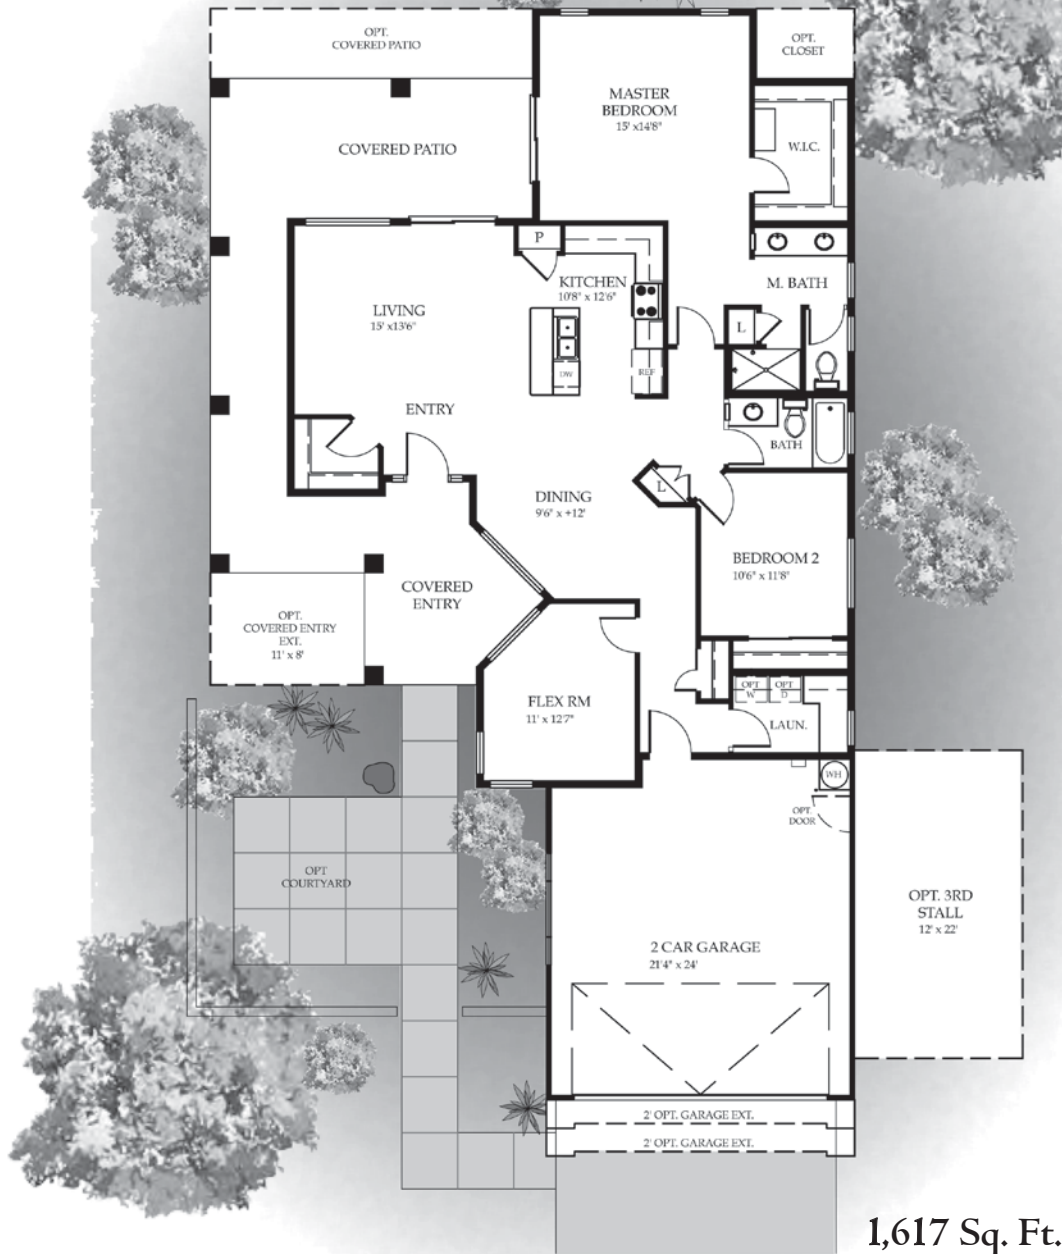 OPT.
COVERED PATIO
OPT.
CLOSET
MASTER
BEDROOM
15' x14'8"
COVERED PATIO
W.I.C.
P
KITCHEN
10'8" x 12'6"
M. BATH
LIVING
15' x13'6"
L
DW
REF
ENTRY
BATH
L
DINING
9'6" x +12'
BEDROOM 2
10'6" x 11'8"
COVERED
ENTRY
OPT.
COVERED ENTRY
EXT.
11' x 8'
OPT
W
OPT
D
FLEX RM
11' x 12'7"
LAUN.
WH
OPT.
DOOR
OPT
COURTYARD
OPT. 3RD
STALL
12' x 22'
2 CAR GARAGE
21'4" x 24'
2' OPT. GARAGE EXT.
2' OPT. GARAGE EXT.
1,617 Sq. Ft.